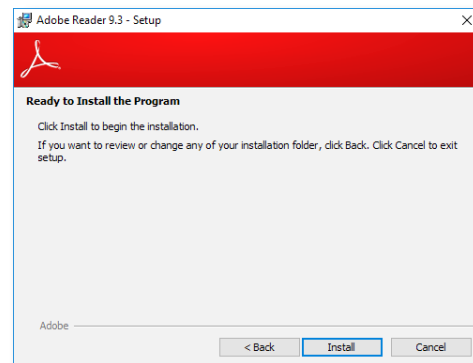 Adobe Reader 9.3 - Setup
Ready to Install the Program
Click Install to begin the installation.
If you want to review or change any of your installation folder, click Back. Click Cancel to exit
setup.
Adobe
< Back Install Cancel